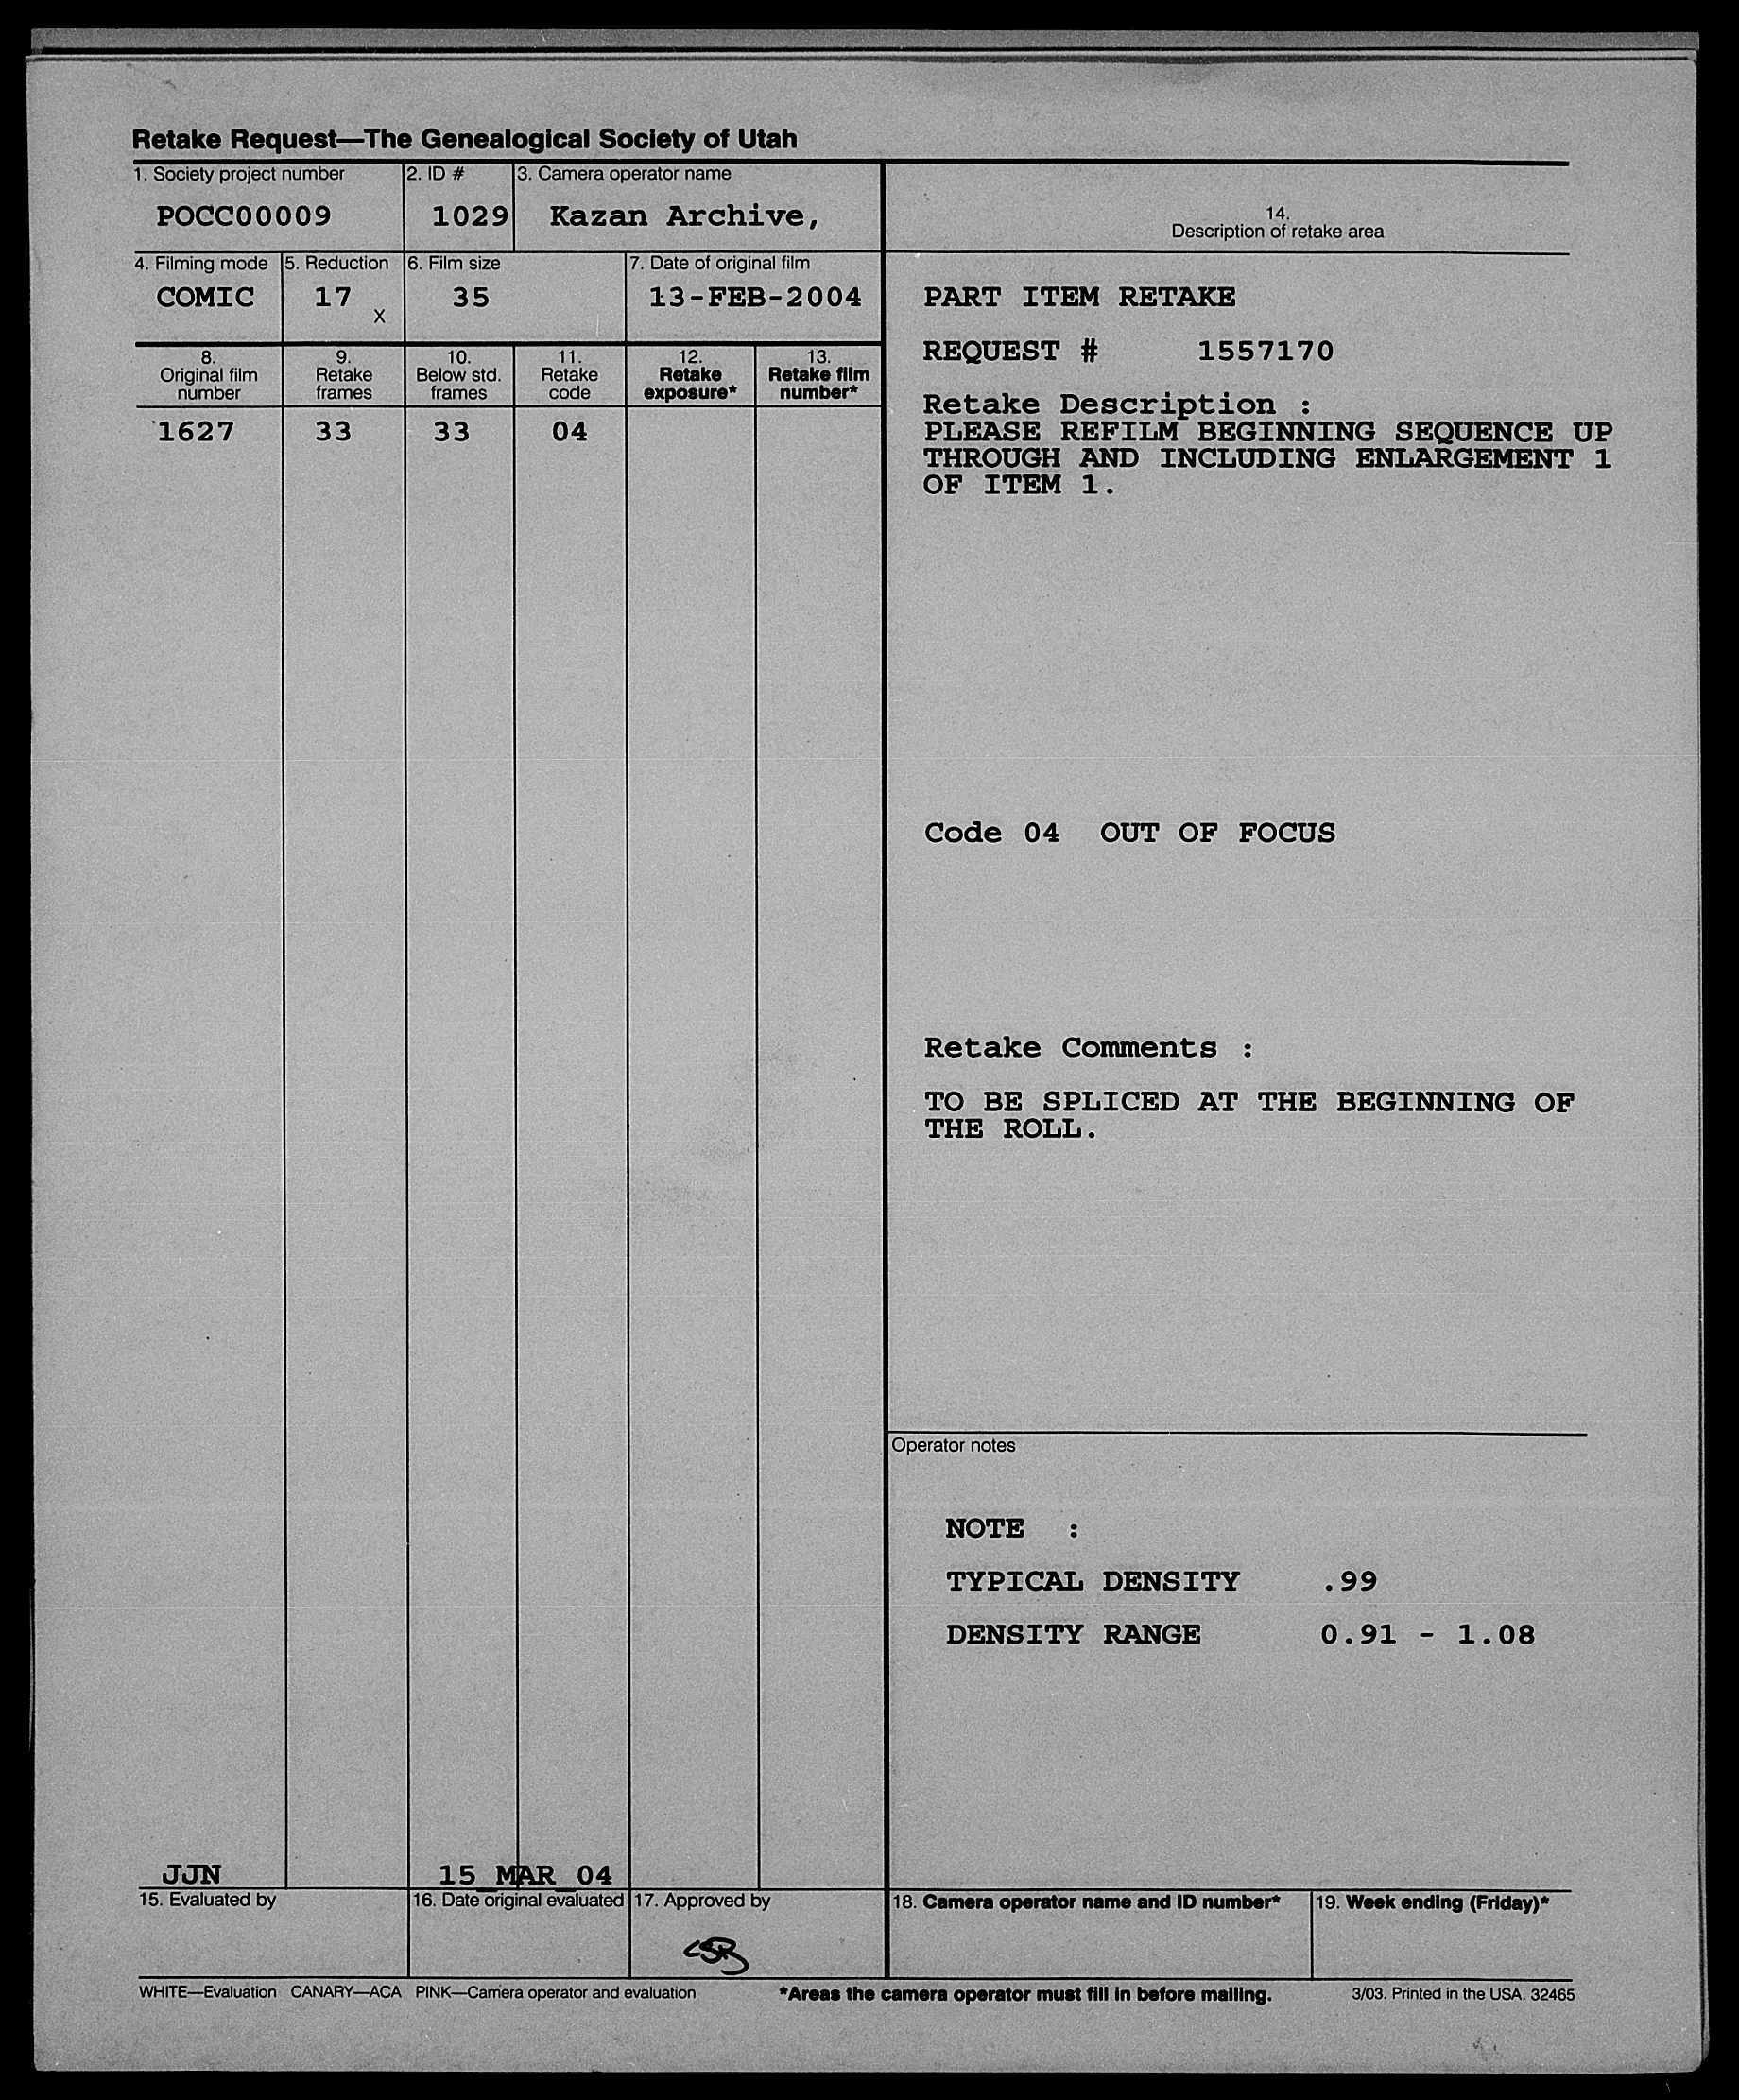 Retake Request—The Genealogical Society of Utah
1. Society project number
POCC00009
2. ID #
1029
3. Camera operator name
Kazan Archive,
4. Filming mode
COMIC
5. Reduction
17 x
6. Film size
35
7. Date of original film
13-FEB-2004
8. Original film number
9. Retake frames
10. Below std. frames
11. Retake code
12. Retake exposure*
13. Retake film number*
1627 33 33 04
14.
Description of retake area
PART ITEM RETAKE
REQUEST # 1557170
Retake Description :
PLEASE REFILM BEGINNING SEQUENCE UP
THROUGH AND INCLUDING ENLARGEMENT 1
OF ITEM 1.
Code 04 OUT OF FOCUS
Retake Comments :
TO BE SPLICED AT THE BEGINNING OF
THE ROLL.
Operator notes
NOTE :
TYPICAL DENSITY .99
DENSITY RANGE 0.91 - 1.08
JJN
15. Evaluated by
15 MAR 04
16. Date original evaluated
17. Approved by
18. Camera operator name and ID number*
19. Week ending (Friday)*
WHITE—Evaluation CANARY—ACA PINK—Camera operator and evaluation
*Areas the camera operator must fill in before mailing.
3/03. Printed in the USA. 32465